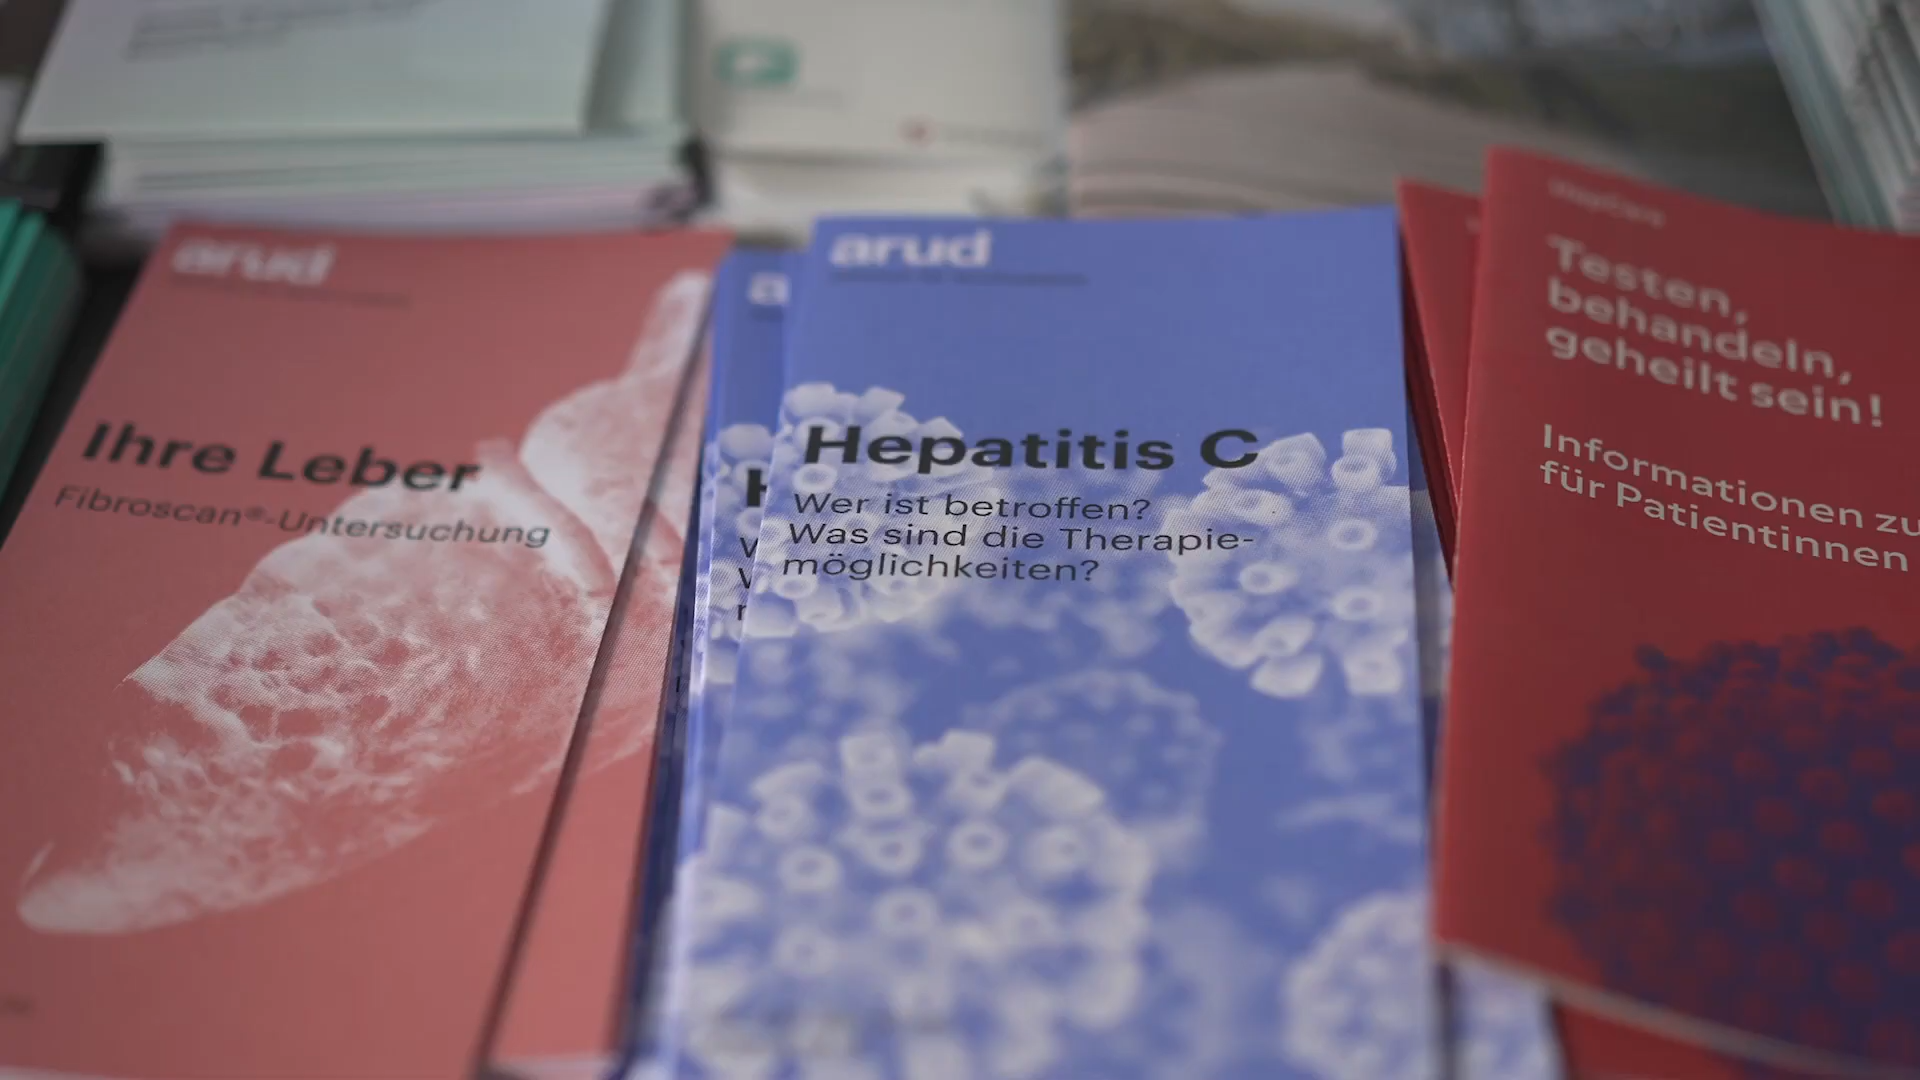 arud
Ihre Leber
Fibroscan®-Untersuchung
arud
Hepatitis C
Wer ist betroffen?
Was sind die Therapie-
möglichkeiten?
Testen,
behandeln,
geheilt sein!
Informationen zu
für Patientinnen